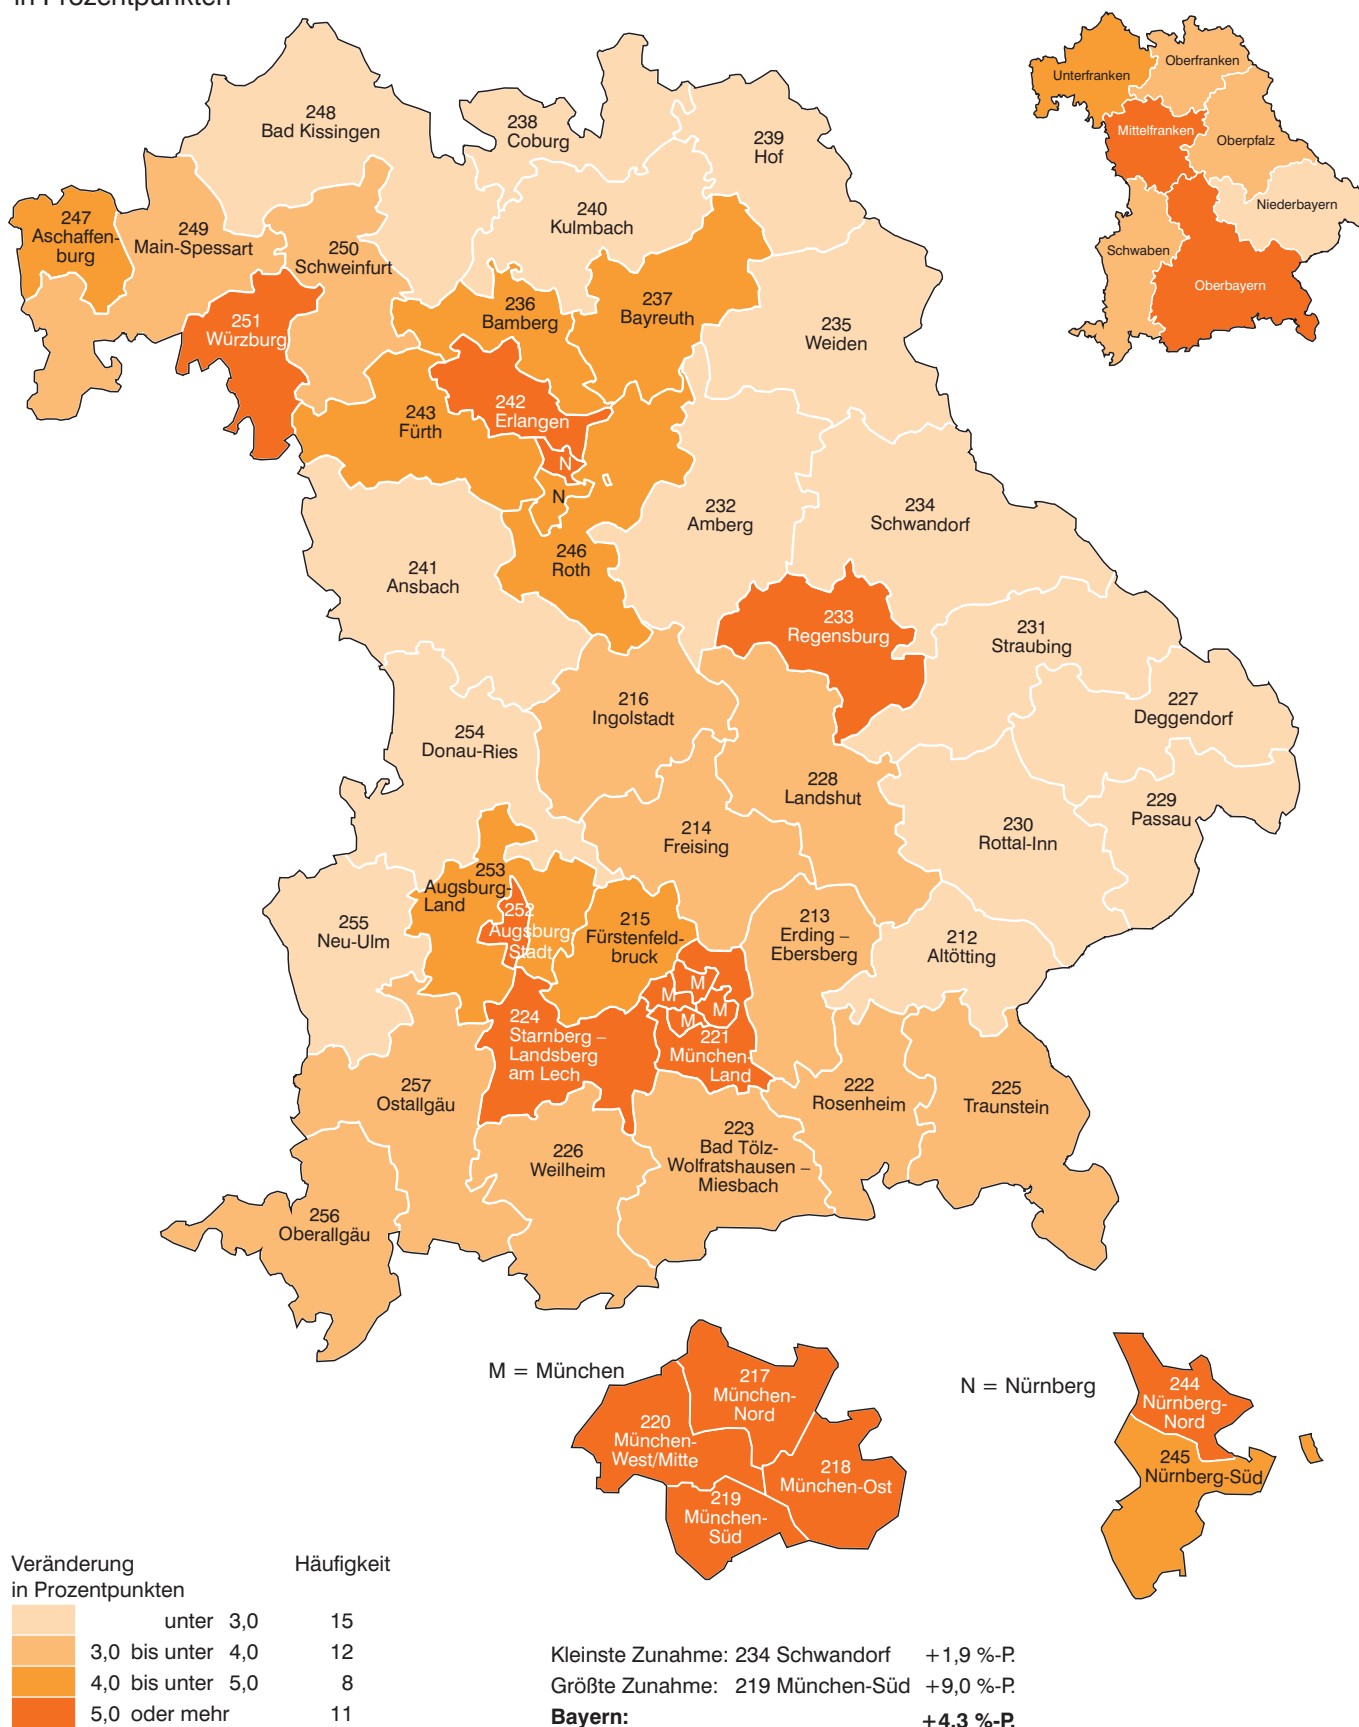 in Prozentpunkten
248
Bad Kissingen
238
Coburg
239
Hof
240
Kulmbach
247
Aschaffen-
burg
249
Main-Spessart
250
Schweinfurt
251
Würzburg
236
Bamberg
237
Bayreuth
235
Weiden
243
Fürth
242
Erlangen
N
N
246
Roth
232
Amberg
234
Schwandorf
241
Ansbach
233
Regensburg
231
Straubing
227
Deggendorf
216
Ingolstadt
254
Donau-Ries
228
Landshut
229
Passau
230
Rottal-Inn
214
Freising
253
Augsburg-
Land
252
Augsburg-
Stadt
215
Fürstenfeld-
bruck
213
Erding –
Ebersberg
212
Altötting
255
Neu-Ulm
M
M
M
M
221
München-
Land
224
Starnberg –
Landsberg
am Lech
257
Ostallgäu
222
Rosenheim
225
Traunstein
223
Bad Tölz-
Wolfratshausen –
Miesbach
226
Weilheim
256
Oberallgäu
Unterfranken
Oberfranken
Mittelfranken
Oberpfalz
Niederbayern
Schwaben
Oberbayern
M = München
217
München-
Nord
220
München-
West/Mitte
218
München-Ost
219
München-
Süd
N = Nürnberg
244
Nürnberg-
Nord
245
Nürnberg-Süd
Veränderung Häufigkeit
in Prozentpunkten
unter 3,0 15
3,0 bis unter 4,0 12
4,0 bis unter 5,0 8
5,0 oder mehr 11
Kleinste Zunahme: 234 Schwandorf +1,9 %-P.
Größte Zunahme: 219 München-Süd +9,0 %-P.
Bayern: +4,3 %-P.